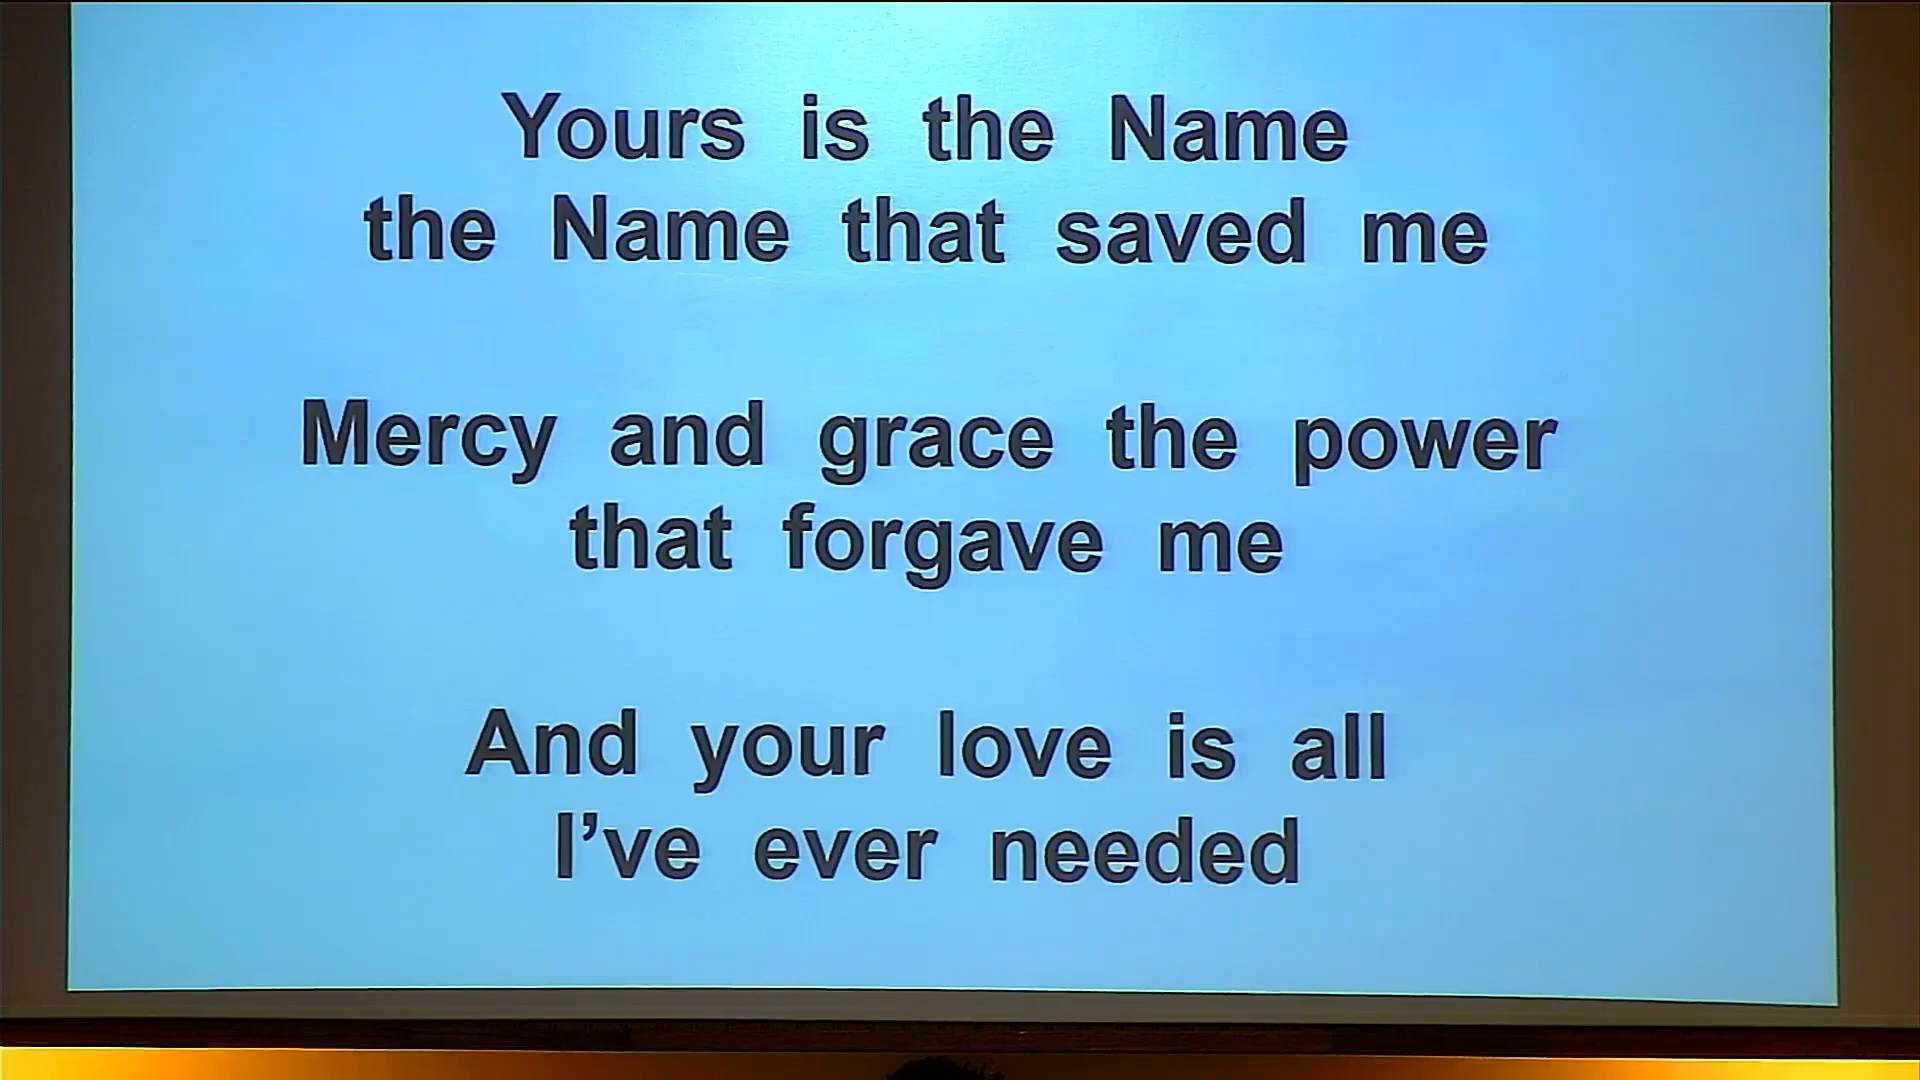 Yours is the Name
the Name that saved me
Mercy and grace the power
that forgave me
And your love is all
I’ve ever needed